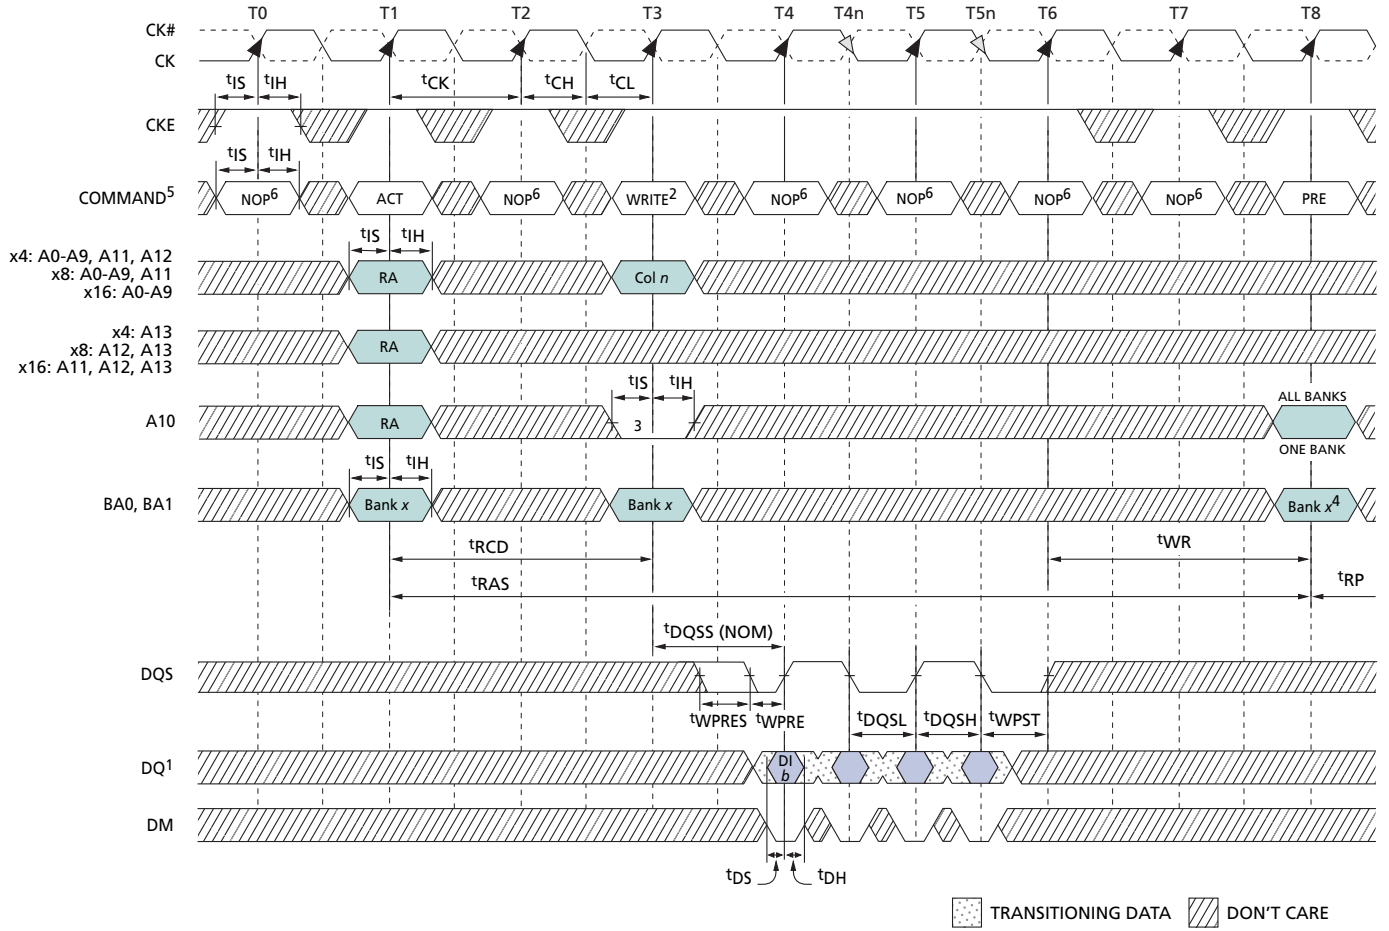 T0 T1 T2 T3 T4 T4n T5 T5n T6 T7 T8
CK#
CK
tIS tIH tCK tCH tCL
CKE
tIS tIH
COMMAND5 NOP6 ACT NOP6 WRITE2 NOP6 NOP6 NOP6 NOP6 PRE
tIS tIH
x4: A0-A9, A11, A12
x8: A0-A9, A11 RA Col n
x16: A0-A9
x4: A13
x8: A12, A13 RA
x16: A11, A12, A13
tIS tIH
ALL BANKS
A10 RA 3
ONE BANK
tIS tIH
BA0, BA1 Bank x Bank x Bank x4
tRCD tWR
tRAS tRP
tDQSS (NOM)
DQS
tWPRES tWPRE tDQSL tDQSH tWPST
DQ1 DI
b
DM
tDS tDH
TRANSITIONING DATA DON'T CARE